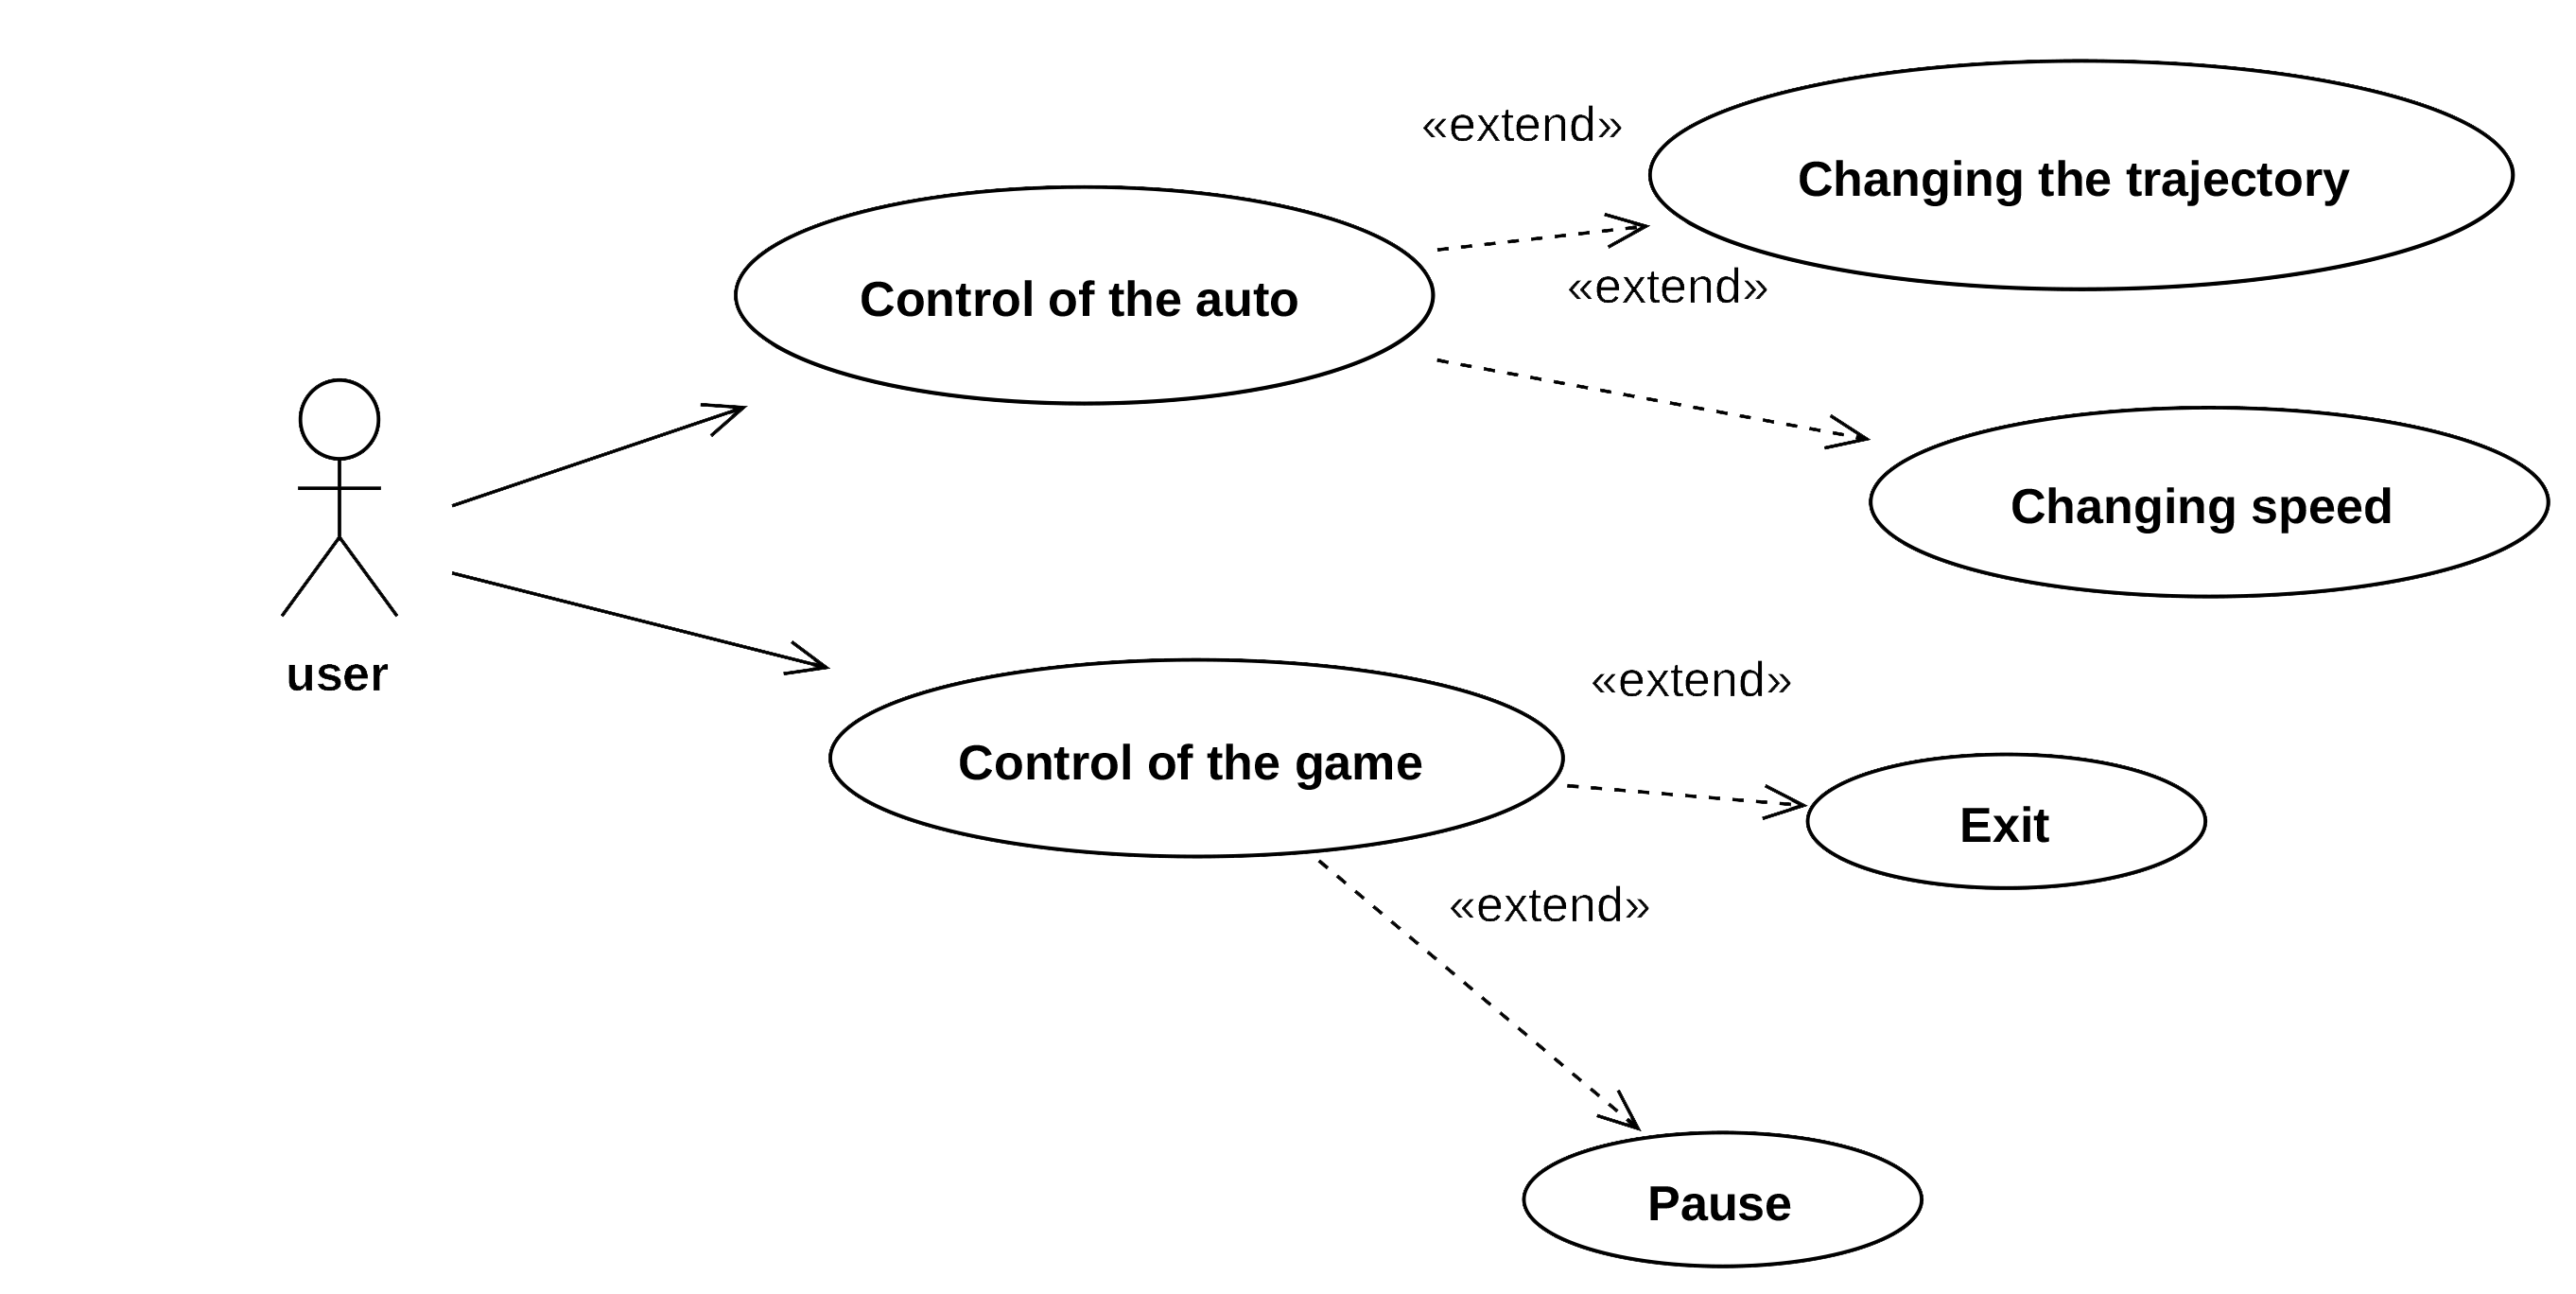 «extend»
Changing the trajectory
Control of the auto
«extend»
Changing speed
user
«extend»
Control of the game
Exit
«extend»
Pause